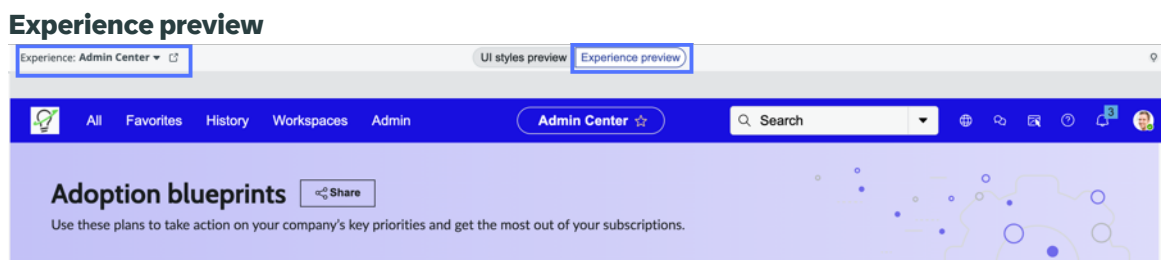 Experience preview
Experience: Admin Center
UI styles preview Experience preview
All Favorites History Workspaces Admin Admin Center Search 3
Adoption blueprints Share
Use these plans to take action on your company's key priorities and get the most out of your subscriptions.